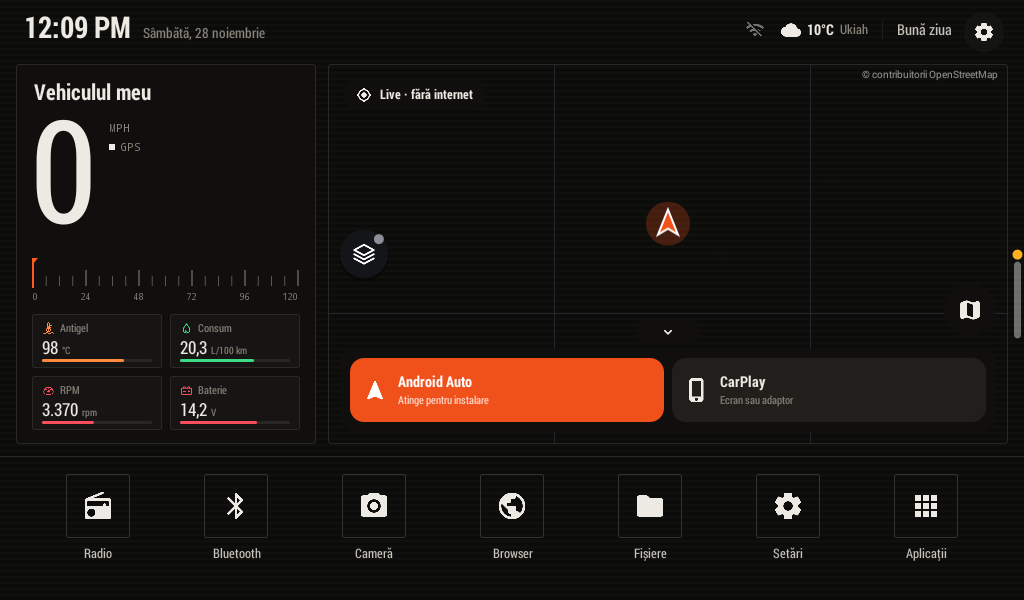 12:09 PM
Sâmbătă, 28 noiembrie
10°C Ukiah
Bună ziua
Vehiculul meu
0
MPH
GPS
0 24 48 72 96 120
Antigel
98 °C
Consum
20,3 L/100 km
RPM
3.370 rpm
Baterie
14,2 V
© contribuitorii OpenStreetMap
Live · fără internet
Android Auto
Atinge pentru instalare
CarPlay
Ecran sau adaptor
Radio
Bluetooth
Cameră
Browser
Fișiere
Setări
Aplicații